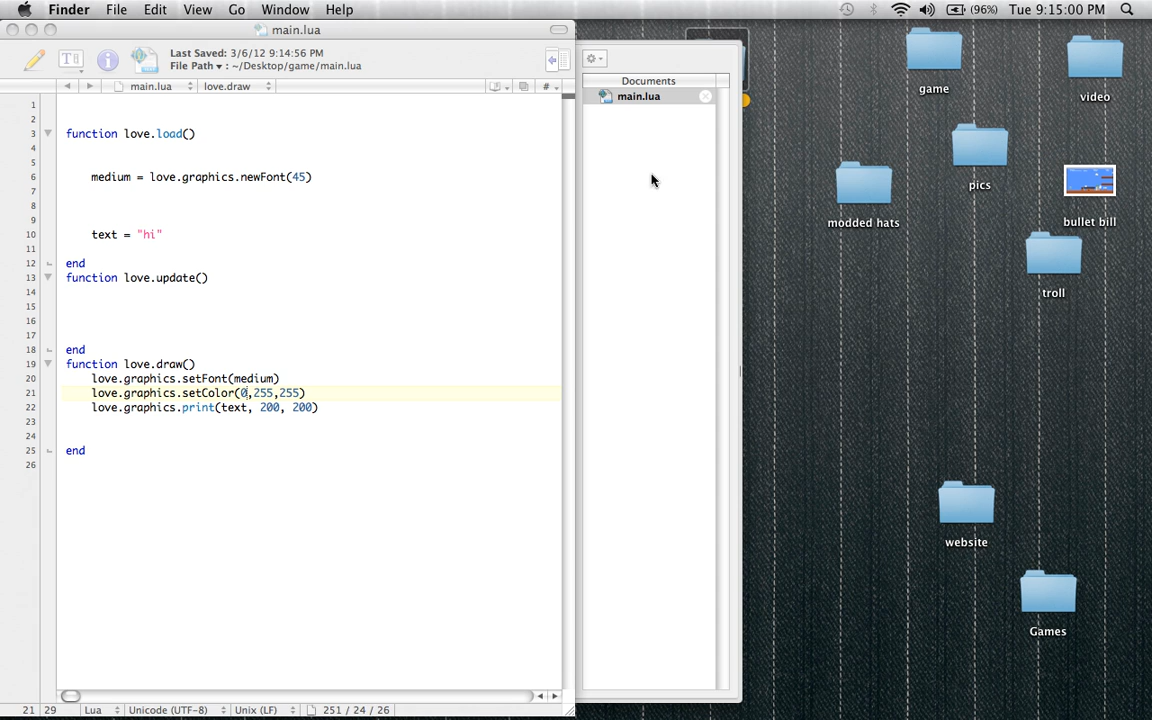 Finder File Edit View Go Window Help
(96%) Tue 9:15:00 PM
main.lua
Last Saved: 3/6/12 9:14:56 PM
File Path ▾ : ~/Desktop/game/main.lua
main.lua love.draw #
Documents
main.lua
1
2
3 function love.load()
4
5
6 medium = love.graphics.newFont(45)
7
8
9
10 text = "hi"
11
12 end
13 function love.update()
14
15
16
17
18 end
19 function love.draw()
20 love.graphics.setFont(medium)
21 love.graphics.setColor(0,255,255)
22 love.graphics.print(text, 200, 200)
23
24
25 end
26
21 29 Lua Unicode (UTF-8) Unix (LF) 251 / 24 / 26
game
video
pics
modded hats
bullet bill
troll
website
Games